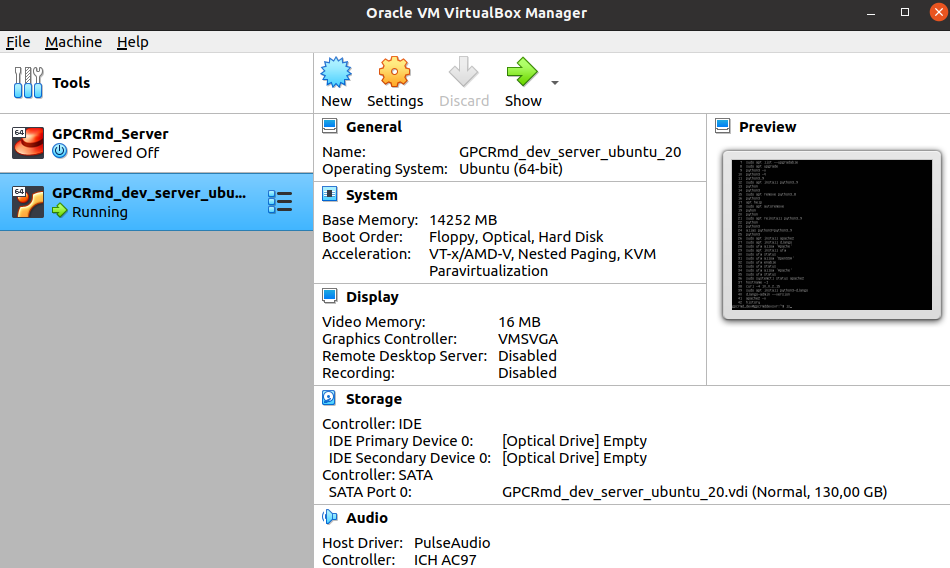 Oracle VM VirtualBox Manager
File Machine Help
Tools
New Settings Discard Show
64
GPCRmd_Server
Powered Off
64
GPCRmd_dev_server_ubu...
Running
General
Name: GPCRmd_dev_server_ubuntu_20
Operating System: Ubuntu (64-bit)
System
Base Memory: 14252 MB
Boot Order: Floppy, Optical, Hard Disk
Acceleration: VT-x/AMD-V, Nested Paging, KVM
Paravirtualization
Display
Video Memory: 16 MB
Graphics Controller: VMSVGA
Remote Desktop Server: Disabled
Recording: Disabled
Preview
Storage
Controller: IDE
IDE Primary Device 0: [Optical Drive] Empty
IDE Secondary Device 0: [Optical Drive] Empty
Controller: SATA
SATA Port 0: GPCRmd_dev_server_ubuntu_20.vdi (Normal, 130,00 GB)
Audio
Host Driver: PulseAudio
Controller: ICH AC97